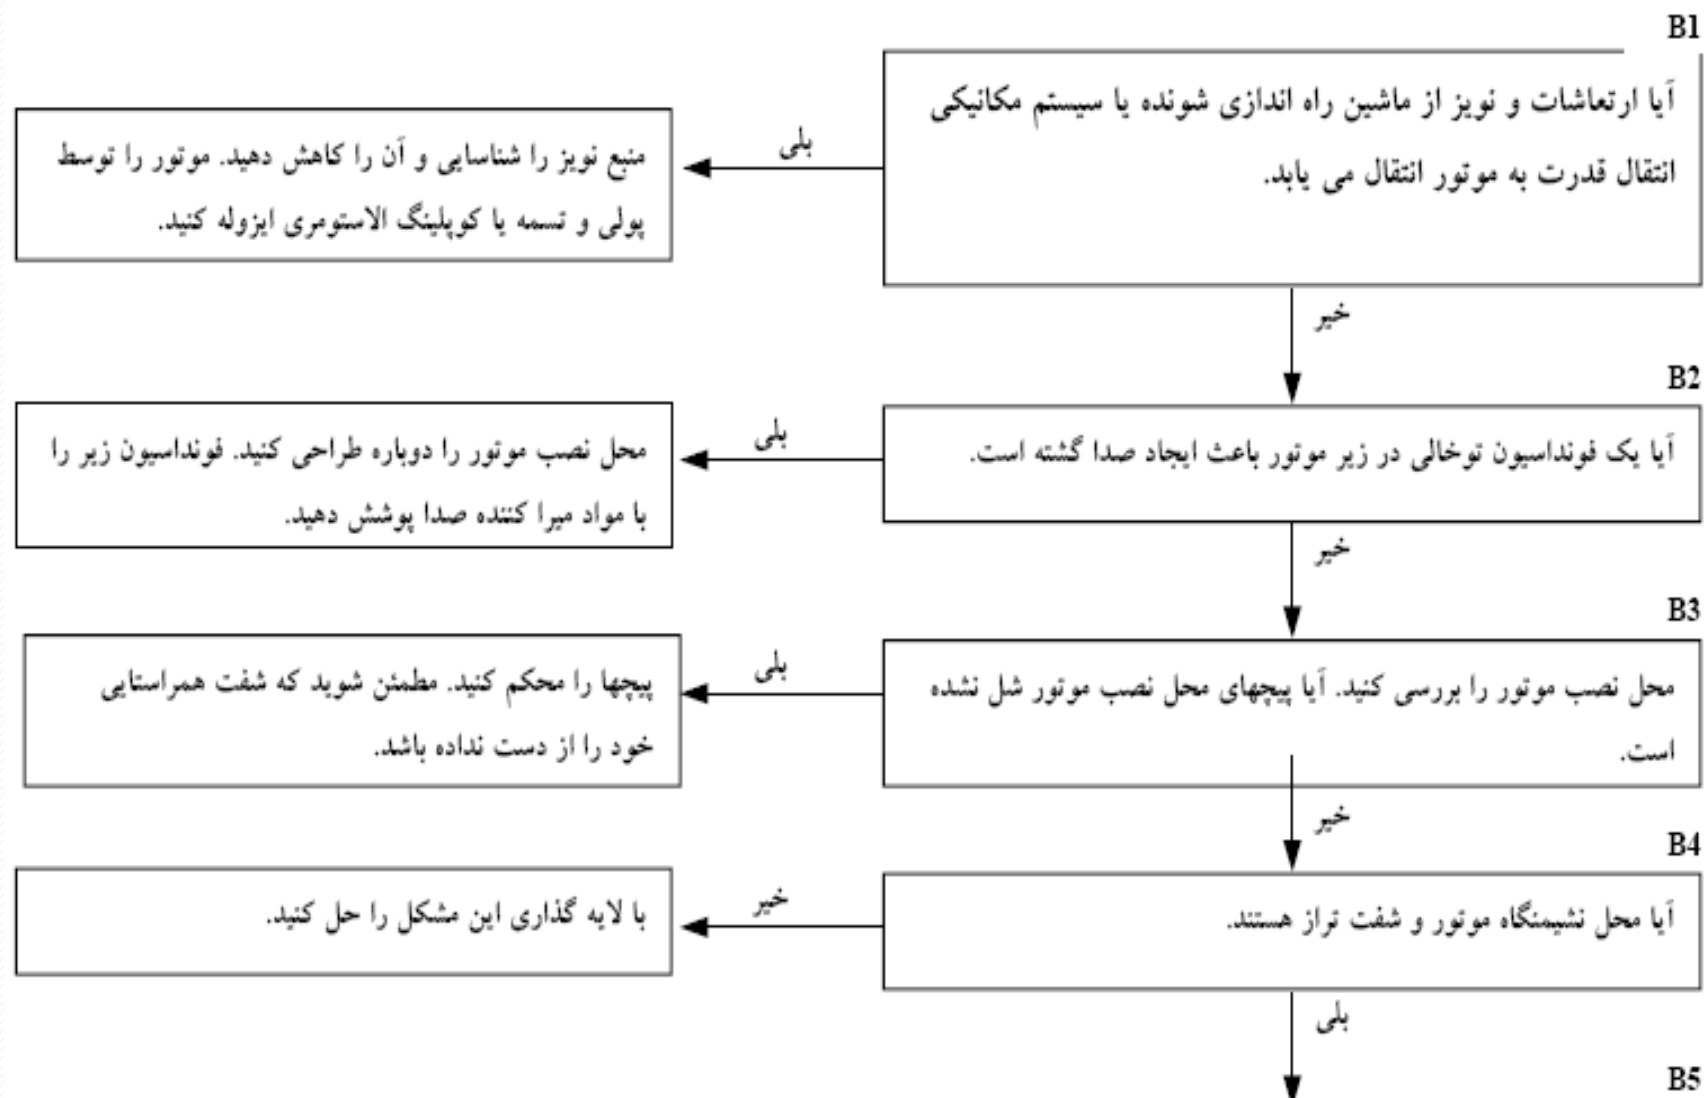 B1
آیا ارتعاشات و نویز از ماشین راه اندازی شونده یا سیستم مکانیکی
انتقال قدرت به موتور انتقال می یابد.
بلی
منبع نویز را شناسایی و آن را کاهش دهید. موتور را توسط
پولی و تسمه یا کوپلینگ الاستومری ایزوله کنید.
خیر
B2
آیا یک فونداسیون توخالی در زیر موتور باعث ایجاد صدا گشته است.
بلی
محل نصب موتور را دوباره طراحی کنید. فونداسیون زیر را
با مواد میرا کننده صدا پوشش دهید.
خیر
B3
محل نصب موتور را بررسی کنید. آیا پیچهای محل نصب موتور شل نشده
است.
بلی
پیچها را محکم کنید. مطمئن شوید که شفت همراستایی
خود را از دست نداده باشد.
خیر
B4
آیا محل نشیمنگاه موتور و شفت تراز هستند.
خیر
با لایه گذاری این مشکل را حل کنید.
بلی
B5